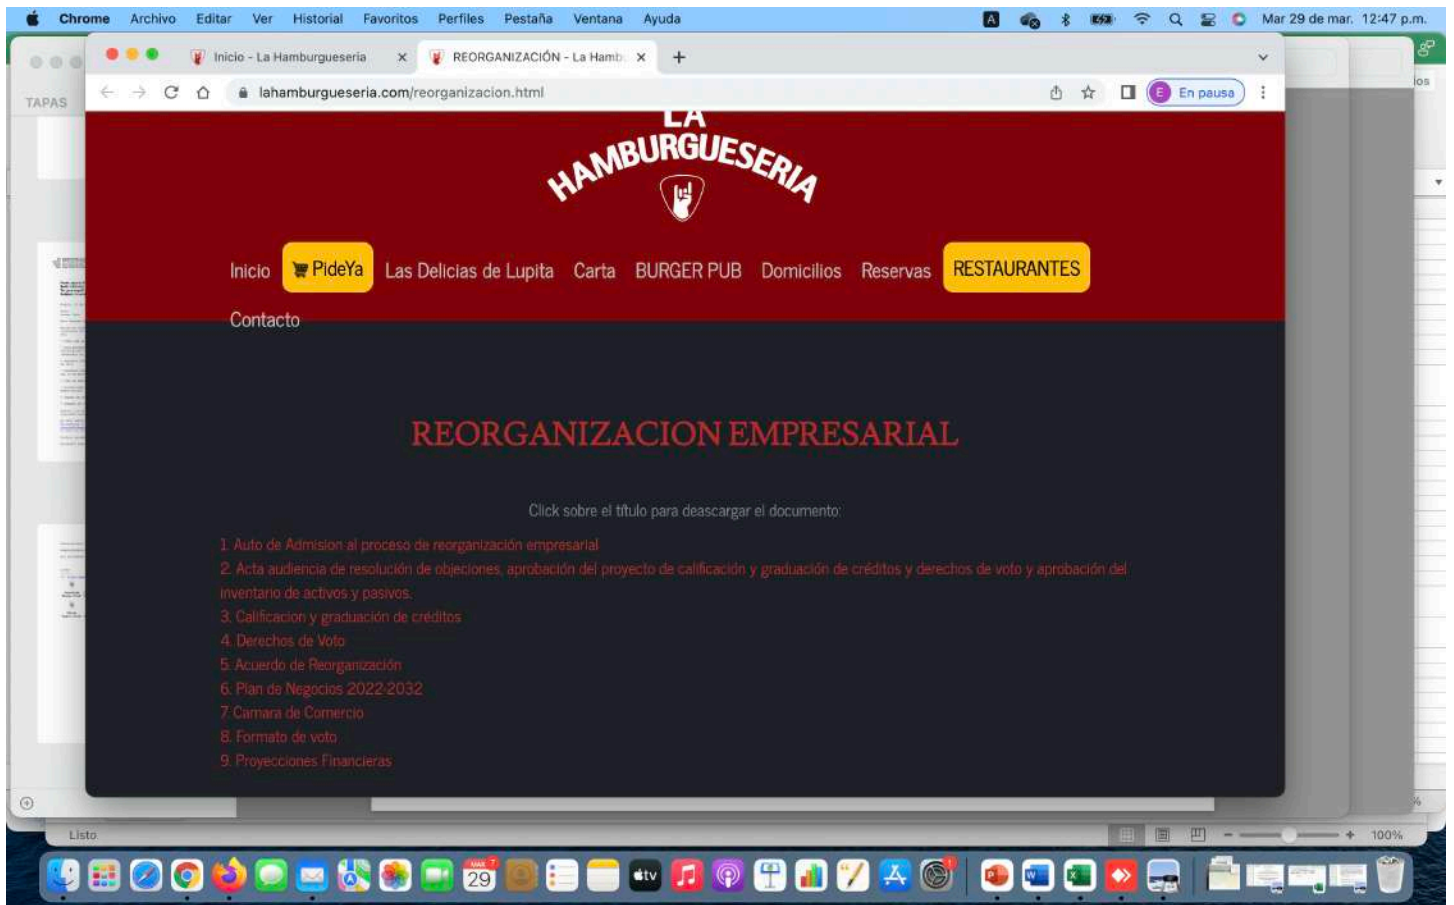 Chrome Archivo Editar Ver Historial Favoritos Perfiles Pestaña Ventana Ayuda
A Mar 29 de mar. 12:47 p.m.
Inicio - La Hamburgueseria
REORGANIZACIÓN - La Hamb
TAPAS
lahamburgueseria.com/reorganizacion.html
E En pausa
LA
HAMBURGUESERIA
Inicio PideYa Las Delicias de Lupita Carta BURGER PUB Domicilios Reservas RESTAURANTES
Contacto
REORGANIZACION EMPRESARIAL
Click sobre el título para deascargar el documento:
1. Auto de Admision al proceso de reorganización empresarial
2. Acta audiencia de resolución de objeciones, aprobación del proyecto de calificación y graduación de créditos y derechos de voto y aprobación del
inventario de activos y pasivos.
3. Calificacion y graduación de créditos
4. Derechos de Voto
5. Acuerdo de Reorganización
6. Plan de Negocios 2022-2032
7. Camara de Comercio
8. Formato de voto
9. Proyecciones Financieras
Listo
100%
MAR
29
tv